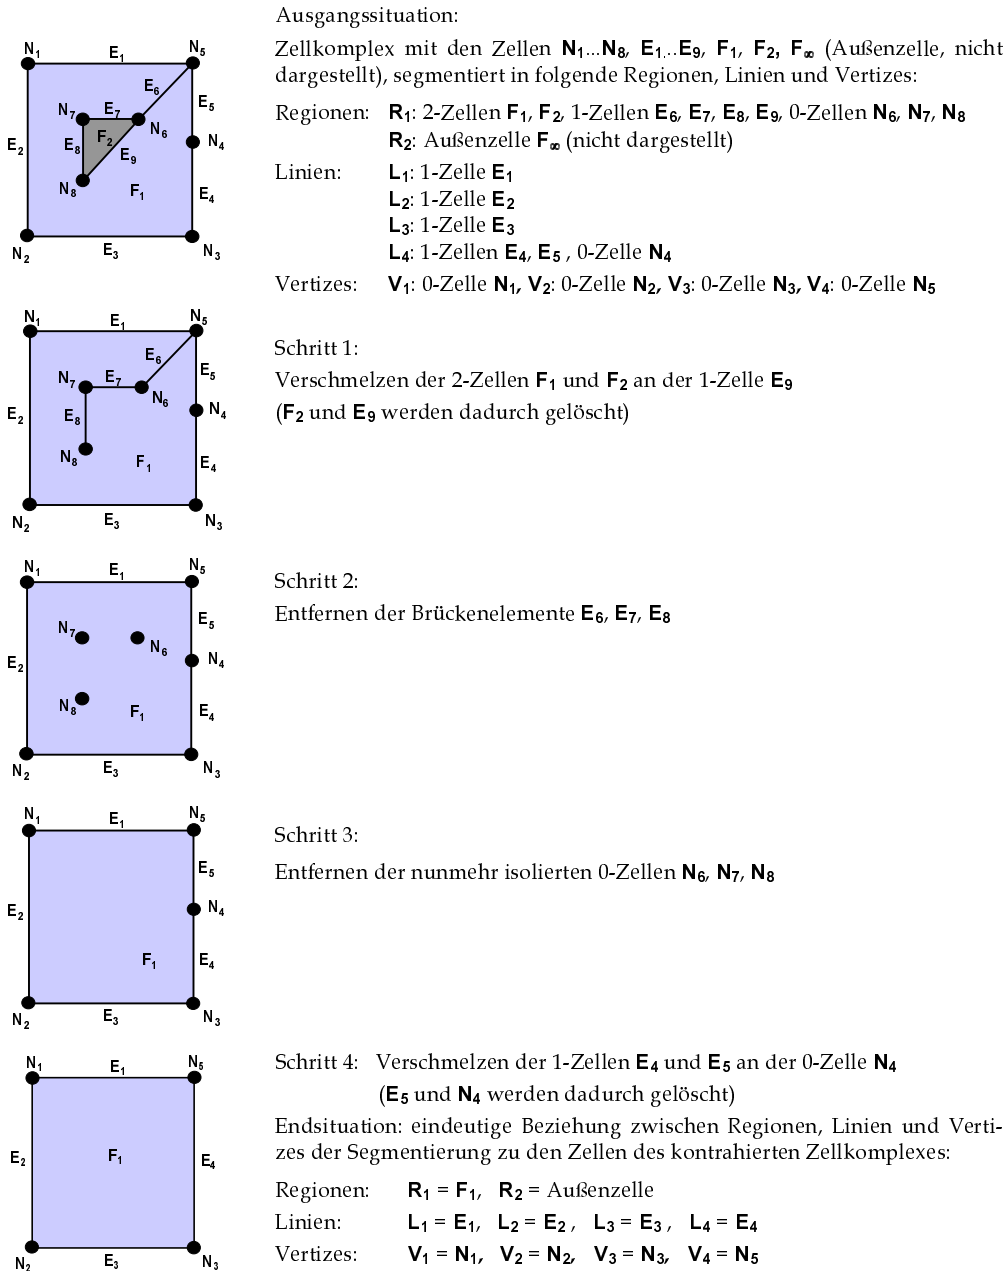 Ausgangssituation:
Zellkomplex mit den Zellen N₁...N₈, E₁..E₉, F₁, F₂, F∞ (Außenzelle, nicht
dargestellt), segmentiert in folgende Regionen, Linien und Vertizes:
Regionen: R₁: 2-Zellen F₁, F₂, 1-Zellen E₆, E₇, E₈, E₉, 0-Zellen N₆, N₇, N₈
R₂: Außenzelle F∞ (nicht dargestellt)
Linien: L₁: 1-Zelle E₁
L₂: 1-Zelle E₂
L₃: 1-Zelle E₃
L₄: 1-Zellen E₄, E₅ , 0-Zelle N₄
Vertizes: V₁: 0-Zelle N₁, V₂: 0-Zelle N₂, V₃: 0-Zelle N₃, V₄: 0-Zelle N₅
N₁ E₁ N₅
E₆
N₇ E₇ E₅
N₆ N₄
E₂ E₈ F₂ E₉
N₈ F₁ E₄
N₂ E₃ N₃
Schritt 1:
Verschmelzen der 2-Zellen F₁ und F₂ an der 1-Zelle E₉
(F₂ und E₉ werden dadurch gelöscht)
N₁ E₁ N₅
E₆
N₇ E₇ E₅
N₆
E₂ E₈ N₄
N₈ F₁ E₄
N₂ E₃ N₃
Schritt 2:
Entfernen der Brückenelemente E₆, E₇, E₈
N₁ E₁ N₅
E₅
N₇ N₆
E₂ N₄
N₈ F₁ E₄
N₂ E₃ N₃
Schritt 3:
Entfernen der nunmehr isolierten 0-Zellen N₆, N₇, N₈
N₁ E₁ N₅
E₅
E₂ N₄
F₁ E₄
N₂ E₃ N₃
Schritt 4: Verschmelzen der 1-Zellen E₄ und E₅ an der 0-Zelle N₄
(E₅ und N₄ werden dadurch gelöscht)
Endsituation: eindeutige Beziehung zwischen Regionen, Linien und Verti-
zes der Segmentierung zu den Zellen des kontrahierten Zellkomplexes:
Regionen: R₁ = F₁, R₂ = Außenzelle
Linien: L₁ = E₁, L₂ = E₂ , L₃ = E₃ , L₄ = E₄
Vertizes: V₁ = N₁, V₂ = N₂, V₃ = N₃, V₄ = N₅
N₁ E₁ N₅
E₂ F₁ E₄
N₂ E₃ N₃